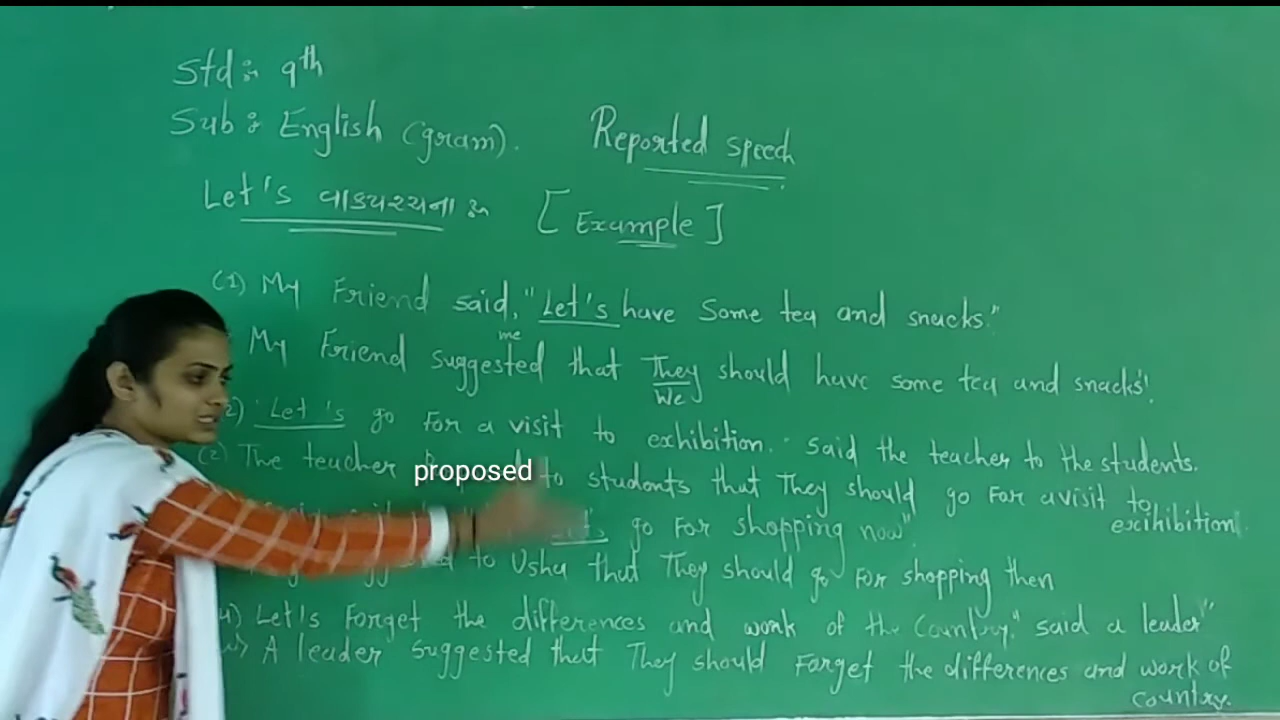 Std :- 9th
Sub : English (gram).
Reported speech
Let's વાક્યરચના :-
[Example]
(1) My Friend said, "Let's have Some tea and snacks."
me
My Friend suggested that They should have some tea and snacks".
We
2) Let's go For a visit to exhibition. said the teacher to the students.
(2) The teacher proposed to students that They should go For a visit to
exihibition.
go For shopping now".
to Usha that They should go For shopping then
4) Let's Forget the differences and work of the Country," said a leader"
A leader suggested that They should Forget the differences and work of
country.